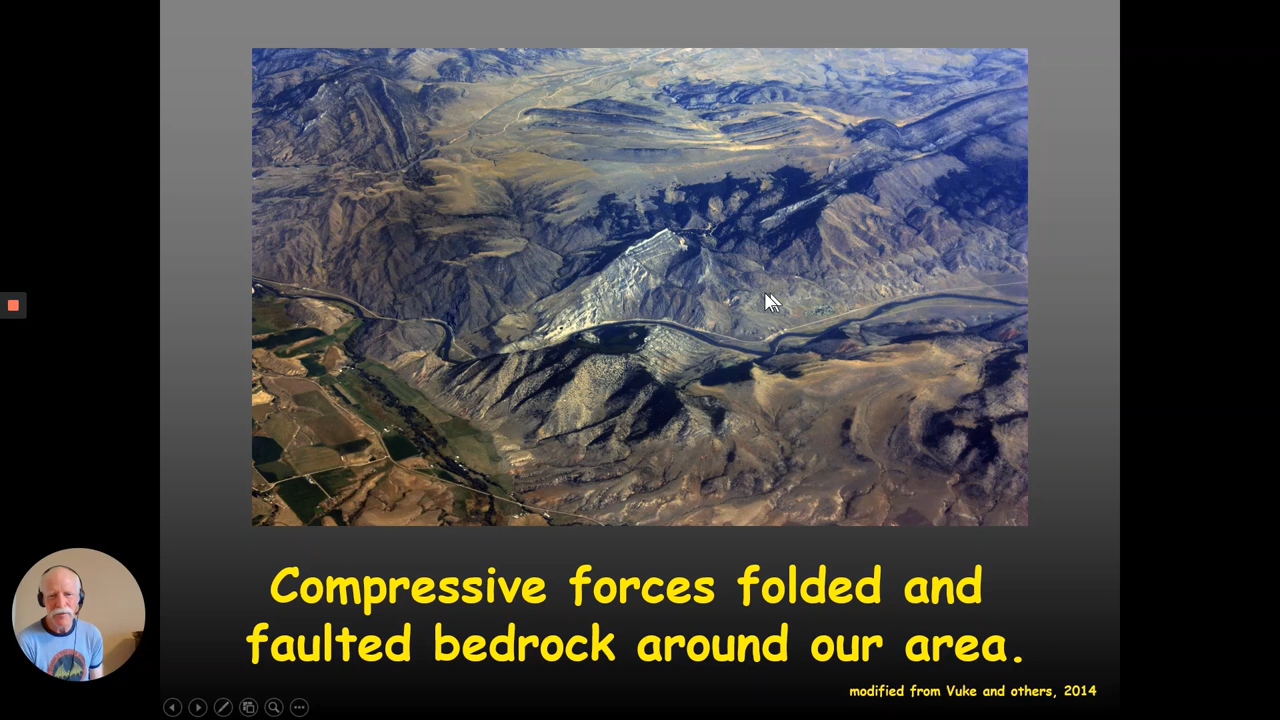 Compressive forces folded and
faulted bedrock around our area.
modified from Vuke and others, 2014